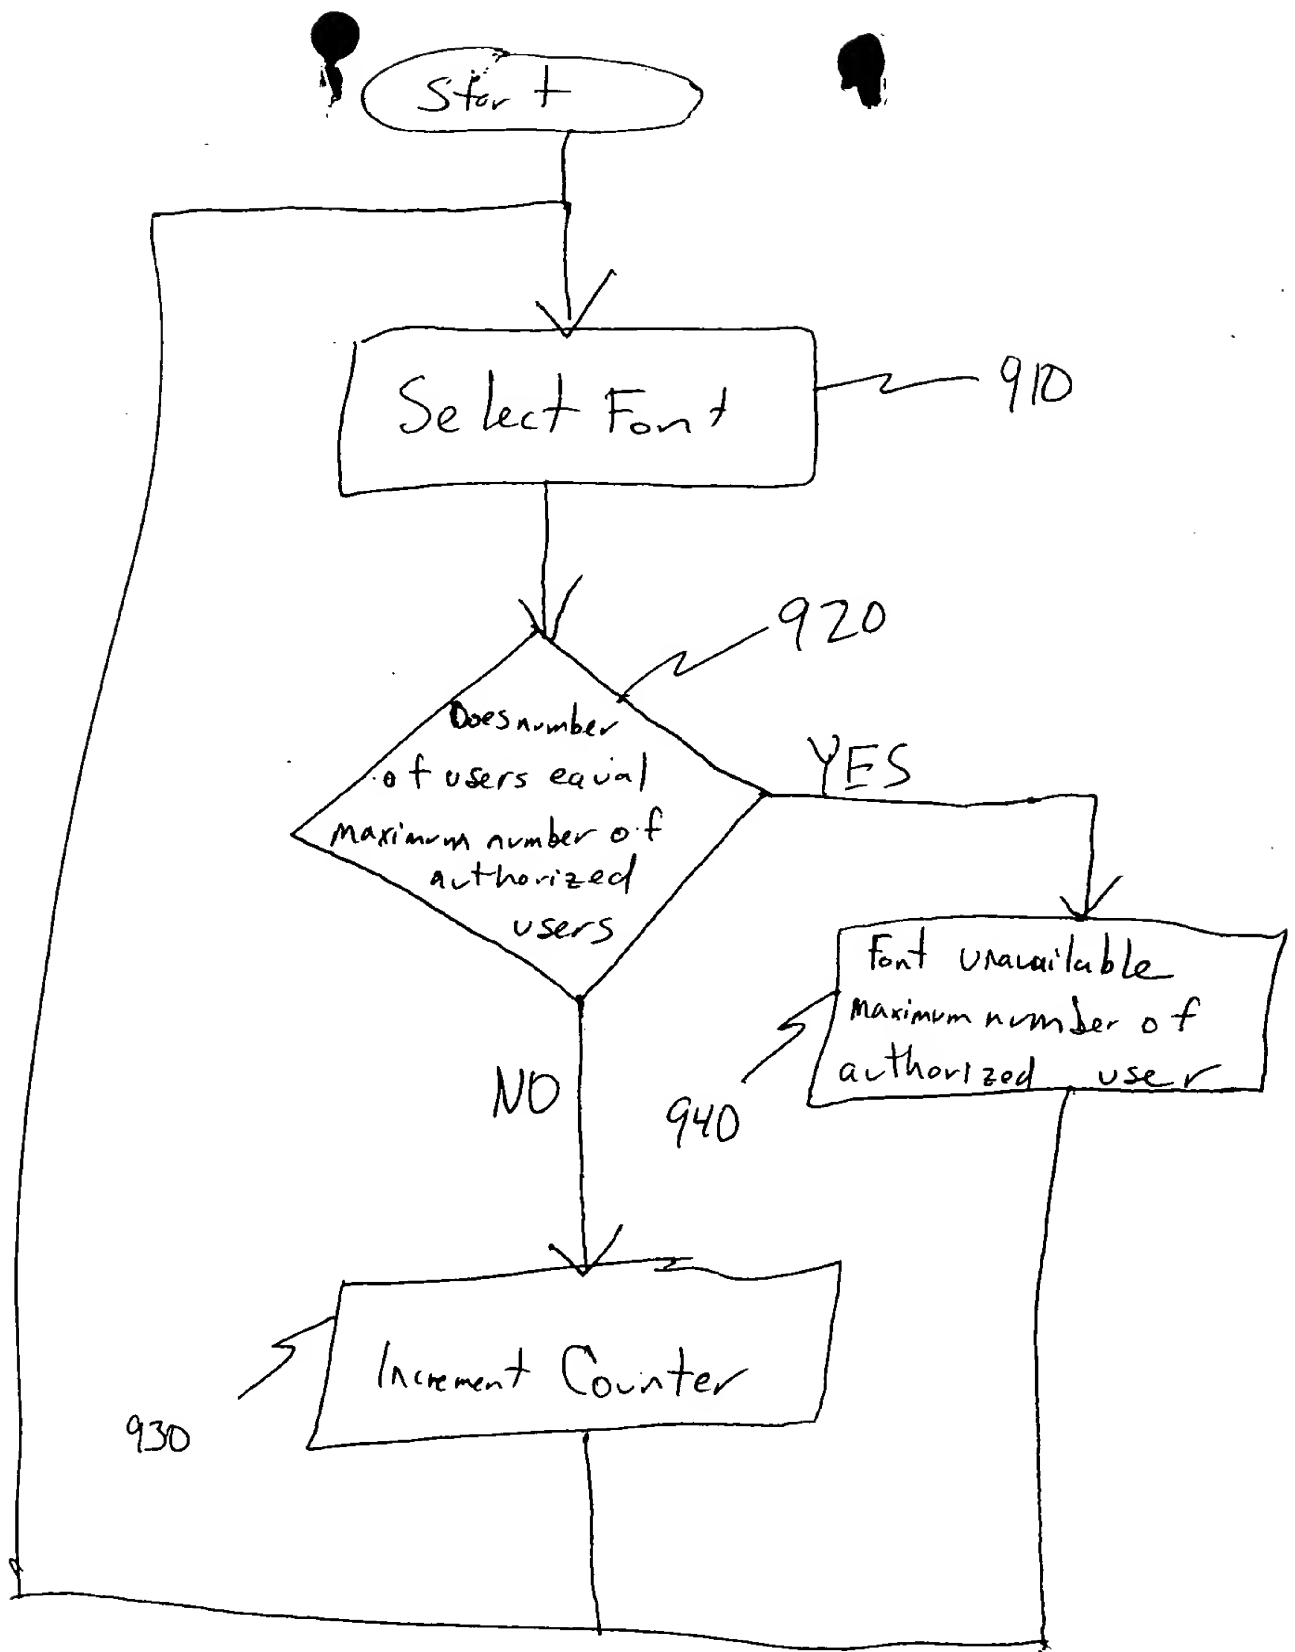 Start
Select Font
910
920
Does number
of users equal
maximum number of
authorized
users
YES
Font unavailable
maximum number of
authorized user
940
NO
Increment Counter
930